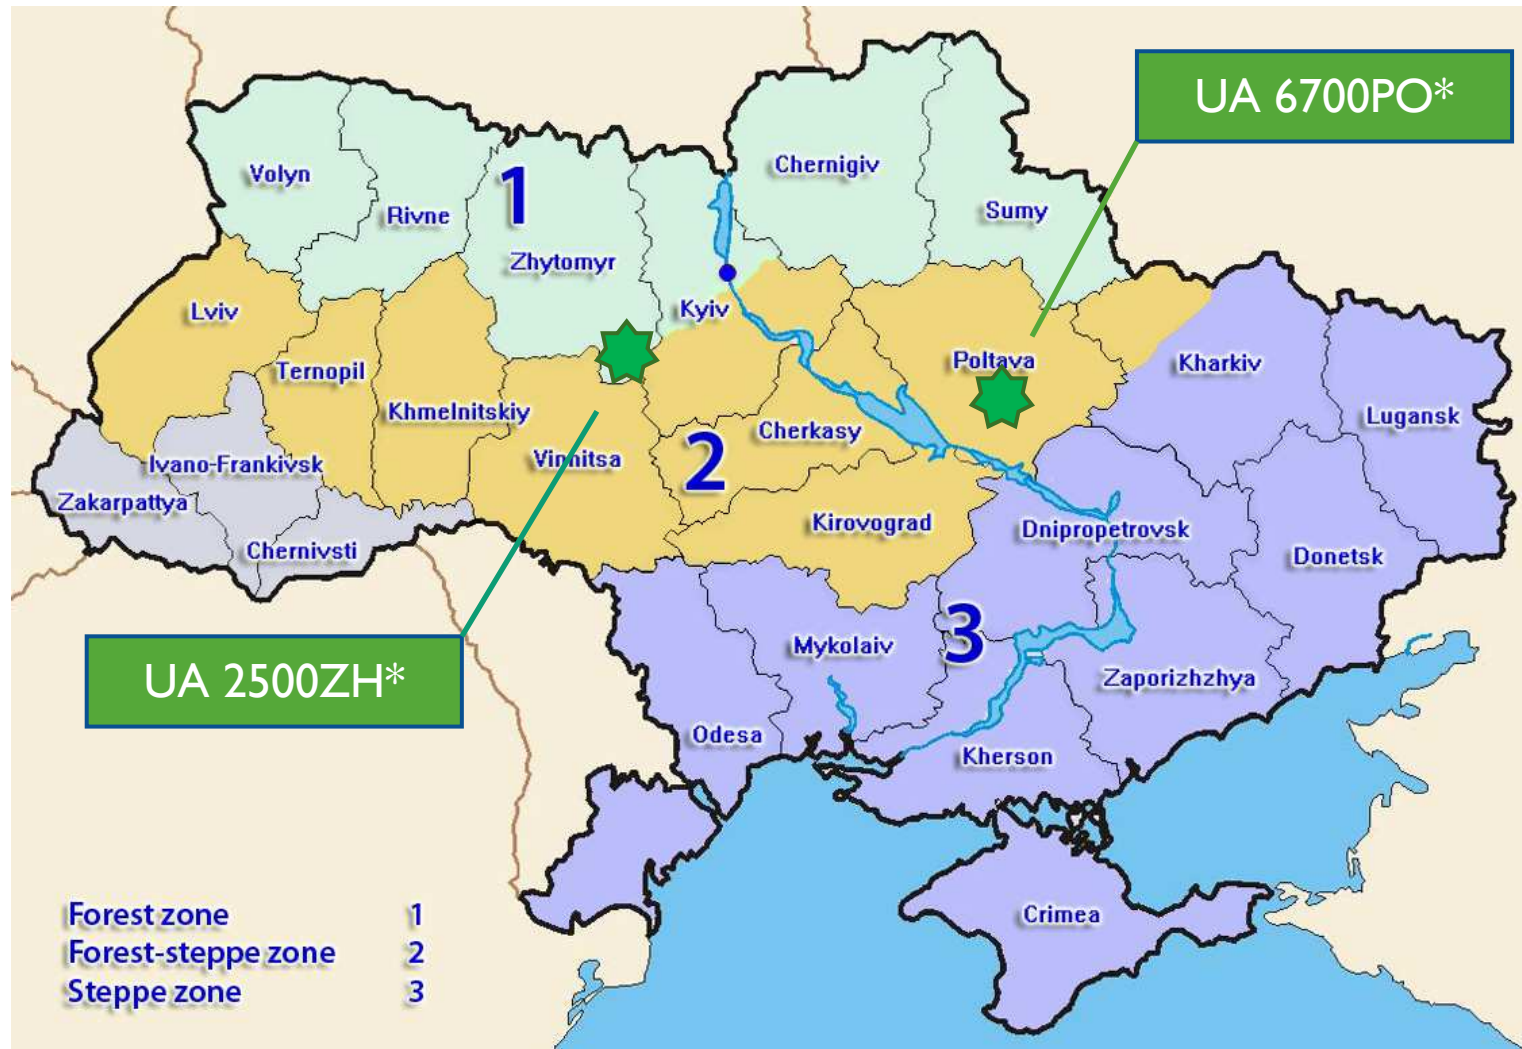 UA 6700PO*
Chernigiv
Volyn
1
Rivne
Sumy
Zhytomyr
Kyiv
Lviv
Poltava
Kharkiv
Ternopil
Khmelnitskiy
Lugansk
Cherkasy
Vinnitsa
2
Ivano-Frankivsk
Zakarpattya
Kirovograd
Dnipropetrovsk
Chernivsti
Donetsk
3
Mykolaiv
UA 2500ZH*
Zaporizhzhya
Odesa
Kherson
Crimea
Forest zone 1
Forest-steppe zone 2
Steppe zone 3